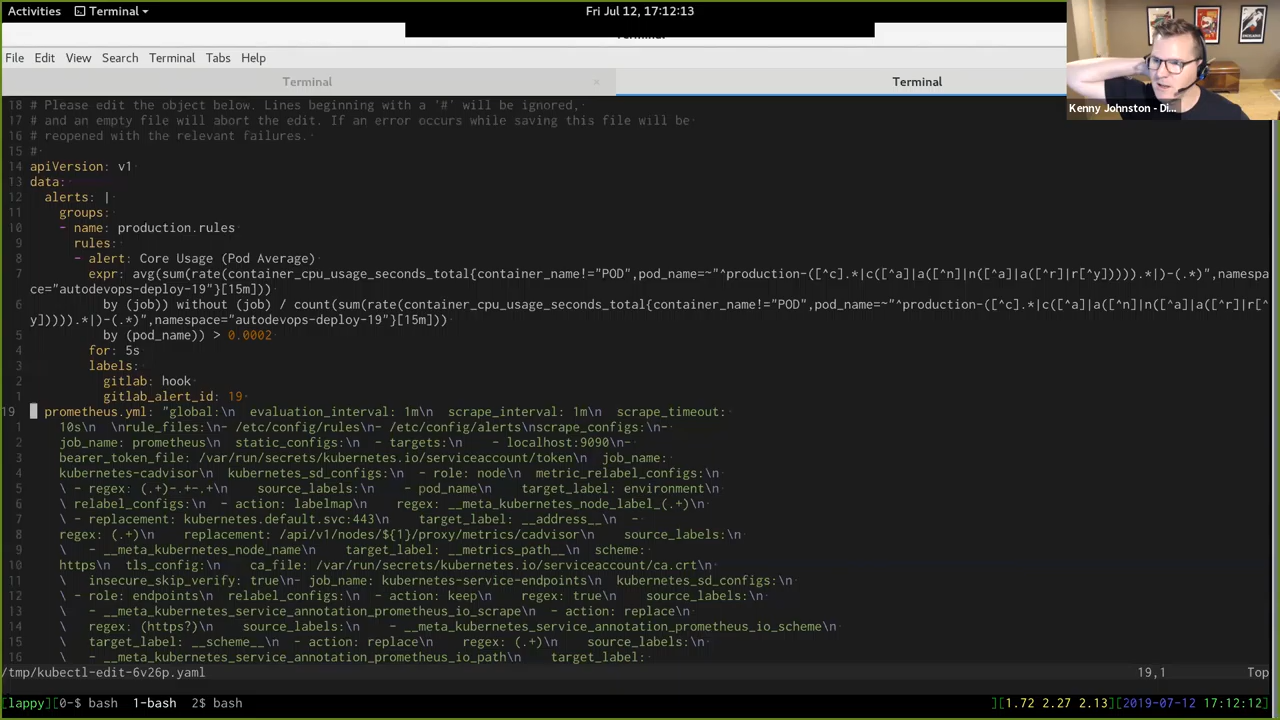 Activities Terminal Fri Jul 12, 17:12:13
File Edit View Search Terminal Tabs Help
Terminal × Terminal
Kenny Johnston - Di...
18 # Please edit the object below. Lines beginning with a '#' will be ignored,
17 # and an empty file will abort the edit. If an error occurs while saving this file will be
16 # reopened with the relevant failures.
15 #
14 apiVersion: v1
13 data:
12 alerts: |
11 groups:
10 - name: production.rules
9 rules:
8 - alert: Core Usage (Pod Average)
7 expr: avg(sum(rate(container_cpu_usage_seconds_total{container_name!="POD",pod_name=~"^production-([^c].*|c([^a]|a([^n]|n([^a]|a([^r]|r[^y])))).*|)-(.*)",namespa
ce="autodevops-deploy-19"}[15m]))
6 by (job)) without (job) / count(sum(rate(container_cpu_usage_seconds_total{container_name!="POD",pod_name=~"^production-([^c].*|c([^a]|a([^n]|n([^a]|a([^r]|r[^
y])))).*|)-(.*)",namespace="autodevops-deploy-19"}[15m]))
5 by (pod_name)) > 0.0002
4 for: 5s
3 labels:
2 gitlab: hook
1 gitlab_alert_id: 19
19 prometheus.yml: "global:\n evaluation_interval: 1m\n scrape_interval: 1m\n scrape_timeout:
1 10s\n \nrule_files:\n- /etc/config/rules\n- /etc/config/alerts\nscrape_configs:\n-
2 job_name: prometheus\n static_configs:\n - targets:\n - localhost:9090\n-
3 bearer_token_file: /var/run/secrets/kubernetes.io/serviceaccount/token\n job_name:
4 kubernetes-cadvisor\n kubernetes_sd_configs:\n - role: node\n metric_relabel_configs:\n
5 \ - regex: (.+)-.+-.+\n source_labels:\n - pod_name\n target_label: environment\n
6 \ relabel_configs:\n - action: labelmap\n regex: __meta_kubernetes_node_label_(.+)\n
7 \ - replacement: kubernetes.default.svc:443\n target_label: __address__\n -
8 regex: (.+)\n replacement: /api/v1/nodes/${1}/proxy/metrics/cadvisor\n source_labels:\n
9 \ - __meta_kubernetes_node_name\n target_label: __metrics_path__\n scheme:
10 https\n tls_config:\n ca_file: /var/run/secrets/kubernetes.io/serviceaccount/ca.crt\n
11 \ insecure_skip_verify: true\n- job_name: kubernetes-service-endpoints\n kubernetes_sd_configs:\n
12 \ - role: endpoints\n relabel_configs:\n - action: keep\n regex: true\n source_labels:\n
13 \ - __meta_kubernetes_service_annotation_prometheus_io_scrape\n - action: replace\n
14 \ regex: (https?)\n source_labels:\n - __meta_kubernetes_service_annotation_prometheus_io_scheme\n
15 \ target_label: __scheme__\n - action: replace\n regex: (.+)\n source_labels:\n
16 \ - __meta_kubernetes_service_annotation_prometheus_io_path\n target_label:
/tmp/kubectl-edit-6v26p.yaml 19,1 Top
[lappy][0-$ bash 1-bash 2$ bash ][1.72 2.27 2.13][2019-07-12 17:12:12]